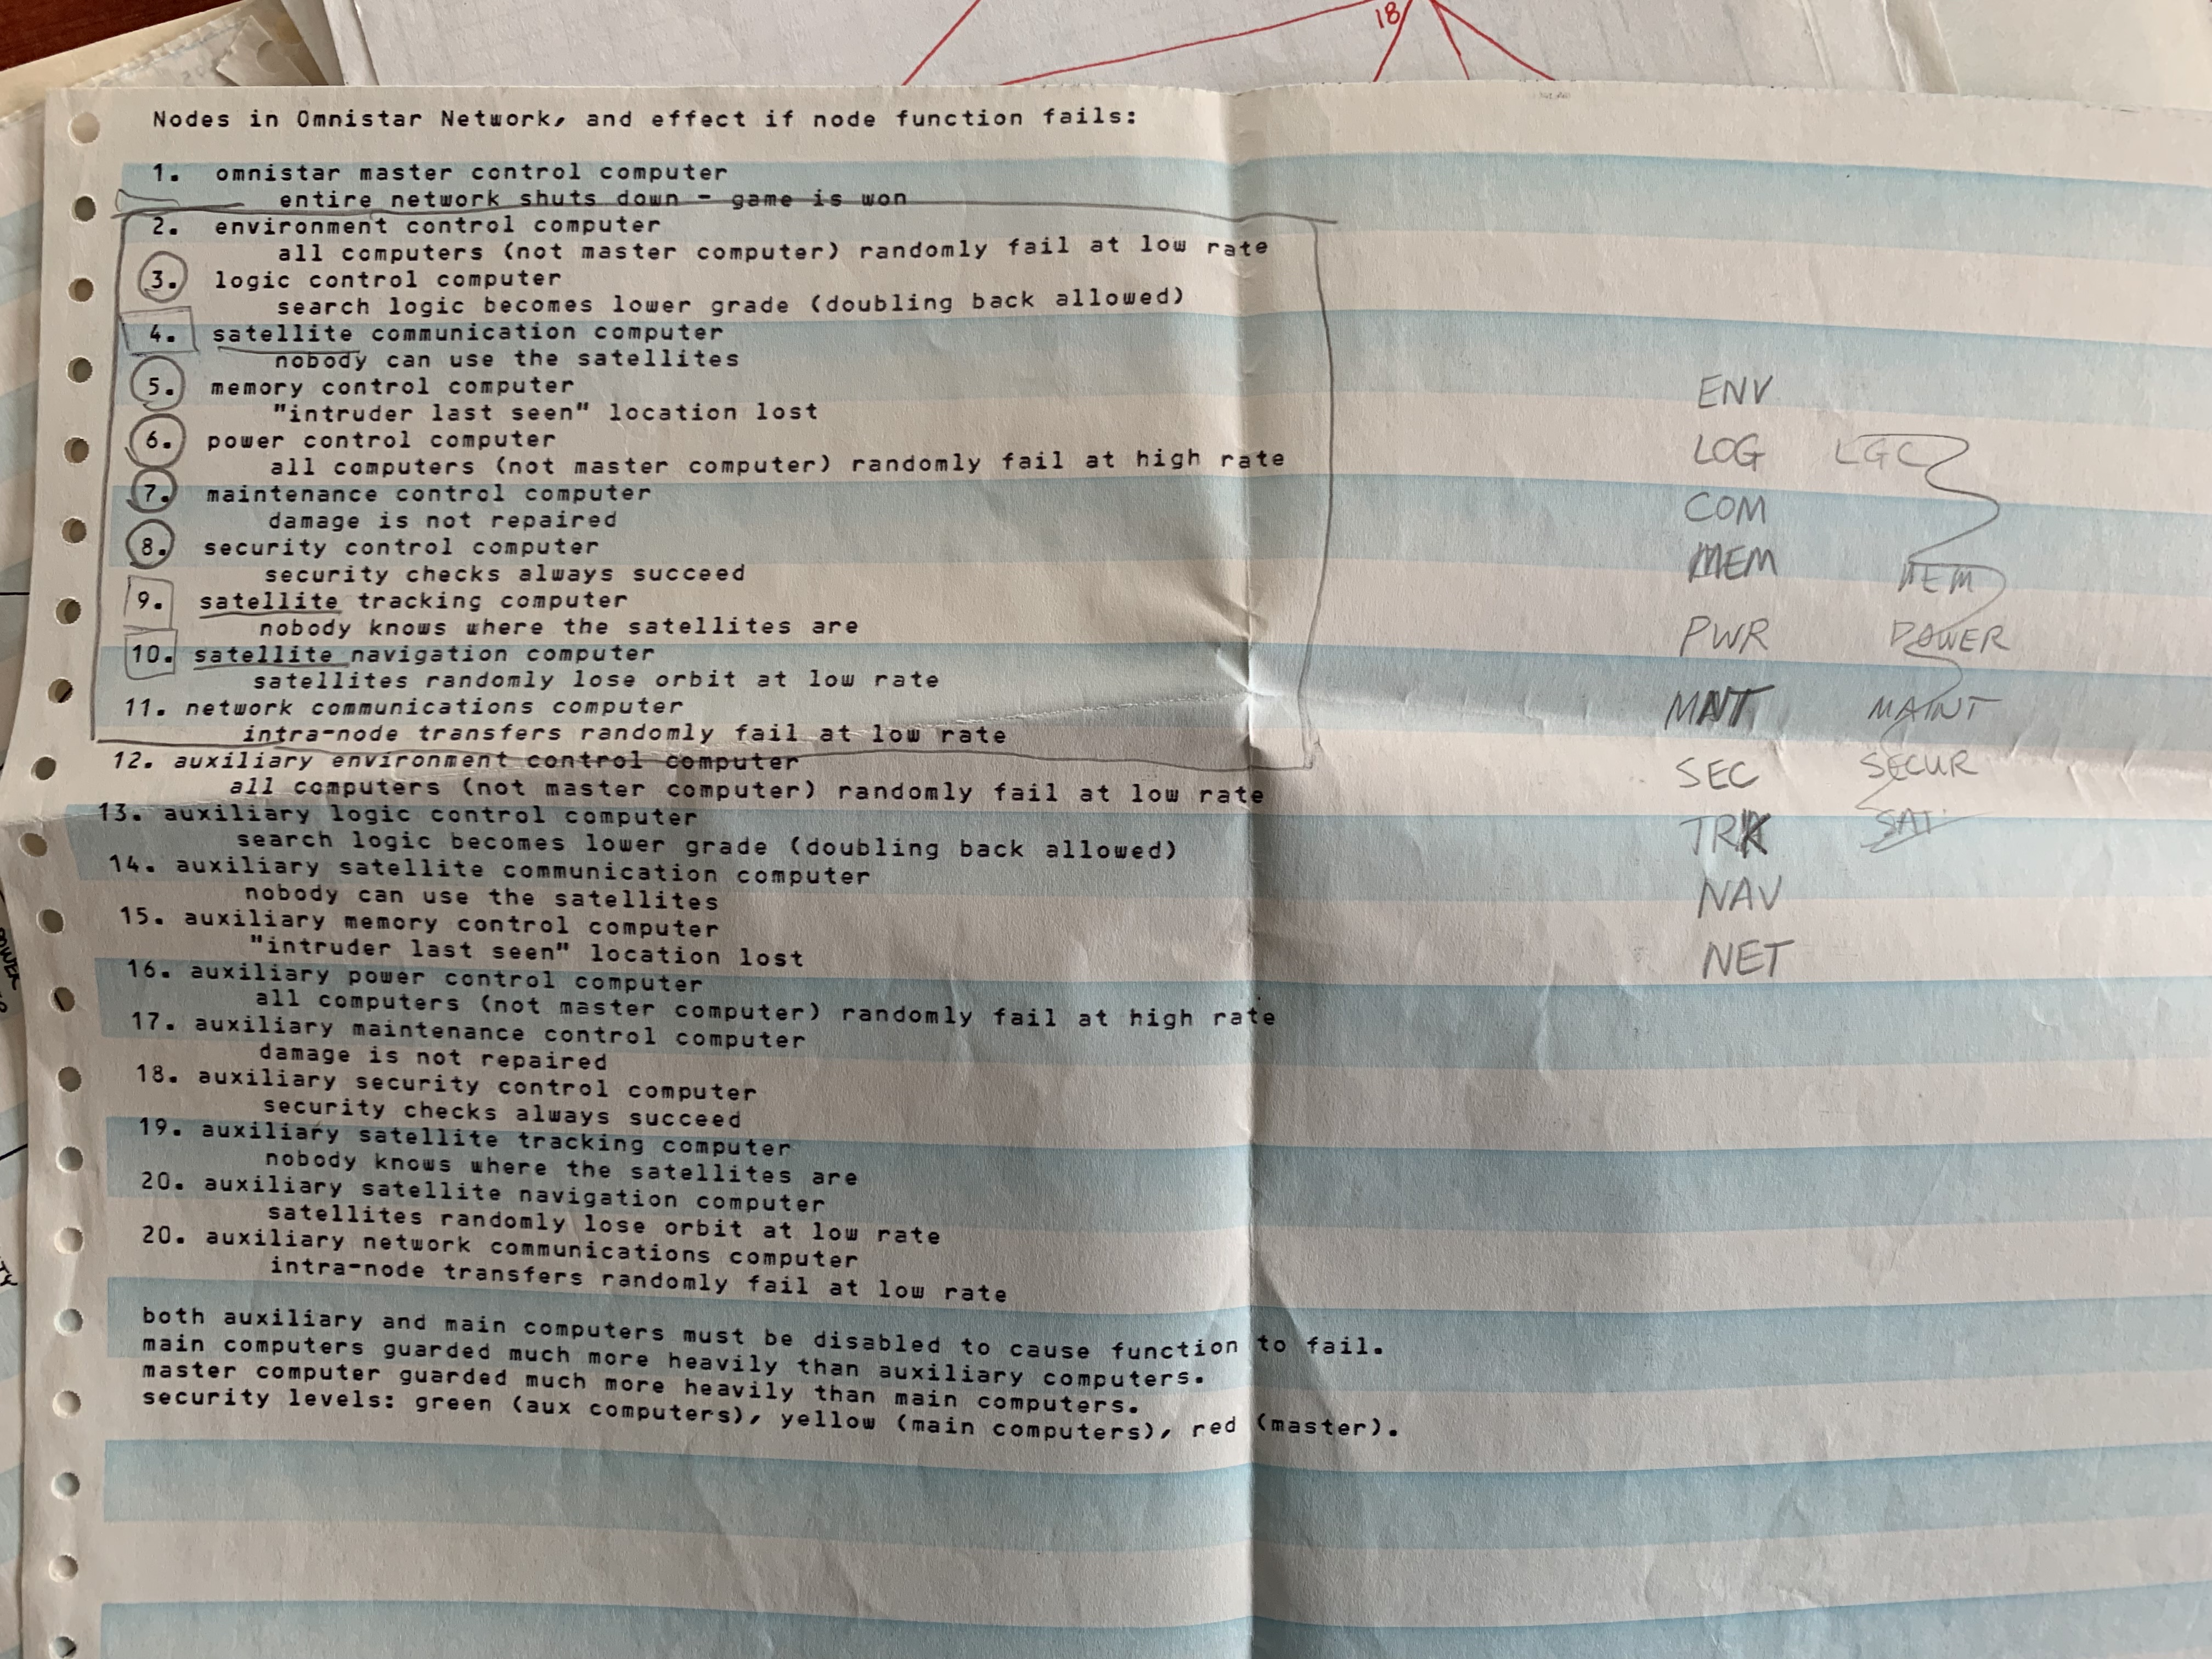 18
Nodes in Omnistar Network, and effect if node function fails:
1. omnistar master control computer
entire network shuts down - game is won
2. environment control computer
all computers (not master computer) randomly fail at low rate
3. logic control computer
search logic becomes lower grade (doubling back allowed)
4. satellite communication computer
nobody can use the satellites
5. memory control computer
"intruder last seen" location lost
6. power control computer
all computers (not master computer) randomly fail at high rate
7. maintenance control computer
damage is not repaired
8. security control computer
security checks always succeed
9. satellite tracking computer
nobody knows where the satellites are
10. satellite navigation computer
satellites randomly lose orbit at low rate
11. network communications computer
intra-node transfers randomly fail at low rate
12. auxiliary environment control computer
all computers (not master computer) randomly fail at low rate
13. auxiliary logic control computer
search logic becomes lower grade (doubling back allowed)
14. auxiliary satellite communication computer
nobody can use the satellites
15. auxiliary memory control computer
"intruder last seen" location lost
16. auxiliary power control computer
all computers (not master computer) randomly fail at high rate
17. auxiliary maintenance control computer
damage is not repaired
18. auxiliary security control computer
security checks always succeed
19. auxiliary satellite tracking computer
nobody knows where the satellites are
20. auxiliary satellite navigation computer
satellites randomly lose orbit at low rate
20. auxiliary network communications computer
intra-node transfers randomly fail at low rate
both auxiliary and main computers must be disabled to cause function to fail.
main computers guarded much more heavily than auxiliary computers.
master computer guarded much more heavily than main computers.
security levels: green (aux computers), yellow (main computers), red (master).
ENV
LOG LGC
COM
MEM MEM
PWR POWER
MNT MAINT
SEC SECUR
TRK SAT
NAV
NET